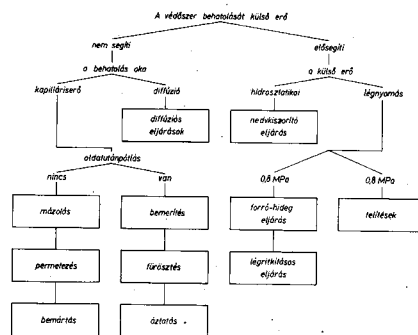 A védőszer behatolását külső erő
nem segíti
elősegíti
a behatolás oka
a külső erő
kapilláriserő
diffúzió
hidrosztatikai
légnyomás
diffúziós
eljárások
nedvkiszorító
eljárás
oldatutánpótlás
nincs
van
0,8 MPa
0,8 MPa
mázolás
bemerítés
forró-hideg
eljárás
telítések
permetezés
fürösztés
légritkításos
eljárás
bemártás
áztatás